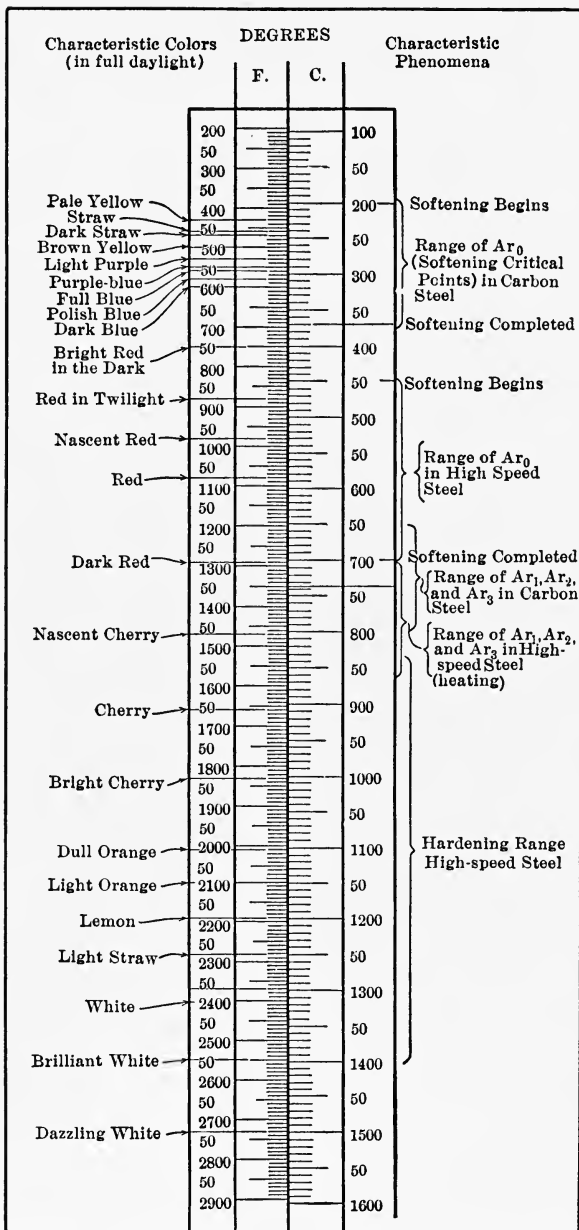 DEGREES
Characteristic Colors
(in full daylight)
F.
C.
Characteristic
Phenomena
Pale Yellow
Straw
Dark Straw
Brown Yellow
Light Purple
Purple-blue
Full Blue
Polish Blue
Dark Blue
Bright Red
in the Dark
Red in Twilight
Nascent Red
Red
Dark Red
Nascent Cherry
Cherry
Bright Cherry
Dull Orange
Light Orange
Lemon
Light Straw
White
Brilliant White
Dazzling White
200
50
300
50
400
50
500
50
600
50
700
50
800
50
900
50
1000
50
1100
50
1200
50
1300
50
1400
50
1500
50
1600
50
1700
50
1800
50
1900
50
2000
50
2100
50
2200
50
2300
50
2400
50
2500
50
2600
50
2700
50
2800
50
2900
100
50
200
50
300
50
400
50
500
50
600
50
700
50
800
50
900
50
1000
50
1100
50
1200
50
1300
50
1400
50
1500
50
1600
Softening Begins
Range of Ar₀
(Softening Critical
Points) in Carbon
Steel
Softening Completed
Softening Begins
Range of Ar₀
in High Speed
Steel
Softening Completed
Range of Ar₁, Ar₂,
and Ar₃ in Carbon
Steel
Range of Ar₁, Ar₂,
and Ar₃ in High-
speed Steel
(heating)
Hardening Range
High-speed Steel